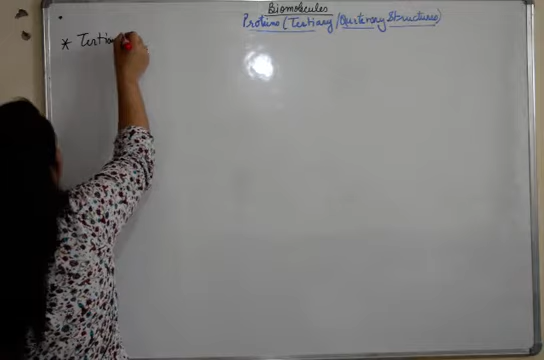 Biomolecules
Proteins (Tertiary / Quaternary Structures)
* Tertia